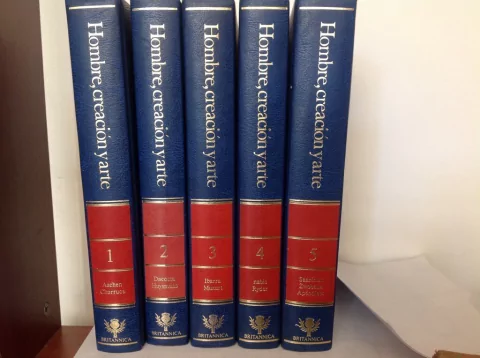 Hombre, creación y arte
1
Aachen
BRITANNICA
Hombre, creación y arte
2
BRITANNICA
Hombre, creación y arte
3
BRITANNICA
Hombre, creación y arte
4
BRITANNICA
Hombre, creación y arte
5
BRITANNICA